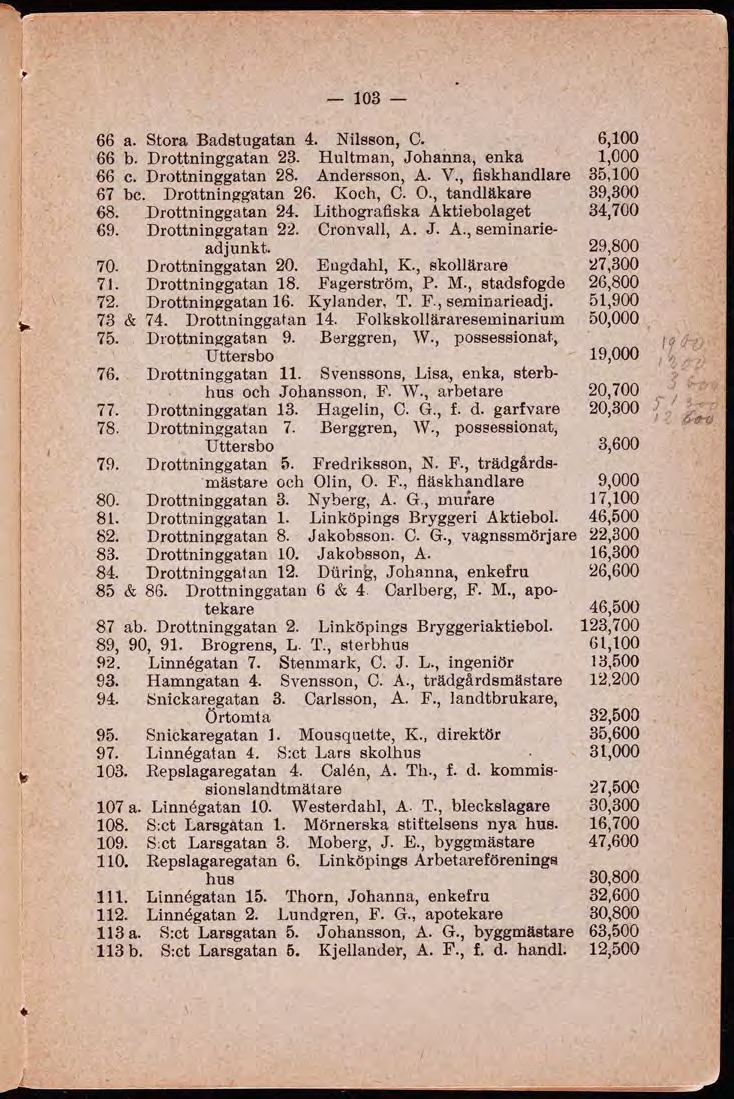 — 103 —
66 a. Stora Badstugatan 4. Nilsson, C. 6,100
66 b. Drottninggatan 23. Hultman, Johanna, enka 1,000
66 c. Drottninggatan 28. Andersson, A. V., fiskhandlare 35,100
67 bc. Drottninggatan 26. Koch, C. O., tandläkare 39,300
68. Drottninggatan 24. Lithografiska Aktiebolaget 34,700
69. Drottninggatan 22. Cronvall, A. J. A., seminarie-
adjunkt. 29,800
70. Drottninggatan 20. Engdahl, K., skollärare 27,300
71. Drottninggatan 18. Fagerström, P. M., stadsfogde 26,800
72. Drottninggatan 16. Kylander, T. F., seminarieadj. 51,900
73 & 74. Drottninggatan 14. Folkskollärareseminarium 50,000
75. Drottninggatan 9. Berggren, W., possessionat,
Uttersbo 19,000
76. Drottninggatan 11. Svenssons, Lisa, enka, sterb-
hus och Johansson, F. W., arbetare 20,700
77. Drottninggatan 13. Hagelin, C. G., f. d. garfvare 20,300
78. Drottninggatan 7. Berggren, W., possessionat,
Uttersbo 3,600
79. Drottninggatan 5. Fredriksson, N. F., trädgårds-
mästare och Olin, O. F., fläskhandlare 9,000
80. Drottninggatan 3. Nyberg, A. G., murare 17,100
81. Drottninggatan 1. Linköpings Bryggeri Aktiebol. 46,500
82. Drottninggatan 8. Jakobsson. C. G., vagnssmörjare 22,300
83. Drottninggatan 10. Jakobsson, A. 16,300
84. Drottninggatan 12. Düring, Johanna, enkefru 26,600
85 & 86. Drottninggatan 6 & 4. Carlberg, F. M., apo-
tekare 46,500
87 ab. Drottninggatan 2. Linköpings Bryggeriaktiebol. 123,700
89, 90, 91. Brogrens, L. T., sterbhus 61,100
92. Linnégatan 7. Stenmark, C. J. L., ingeniör 13,500
93. Hamngatan 4. Svensson, C. A., trädgårdsmästare 12,200
94. Snickaregatan 3. Carlsson, A. F., landtbrukare,
Örtomta 32,500
95. Snickaregatan 1. Mousquette, K., direktör 35,600
97. Linnégatan 4. S:ct Lars skolhus 31,000
103. Repslagaregatan 4. Calén, A. Th., f. d. kommis-
sionslandtmätare 27,500
107 a. Linnégatan 10. Westerdahl, A. T., bleckslagare 30,300
108. S:ct Larsgatan 1. Mörnerska stiftelsens nya hus. 16,700
109. S:ct Larsgatan 3. Moberg, J. E., byggmästare 47,600
110. Repslagaregatan 6. Linköpings Arbetareförenings
hus 30,800
111. Linnégatan 15. Thorn, Johanna, enkefru 32,600
112. Linnégatan 2. Lundgren, F. G., apotekare 30,800
113 a. S:ct Larsgatan 5. Johansson, A. G., byggmästare 63,500
113 b. S:ct Larsgatan 5. Kjellander, A. F., f. d. handl. 12,500